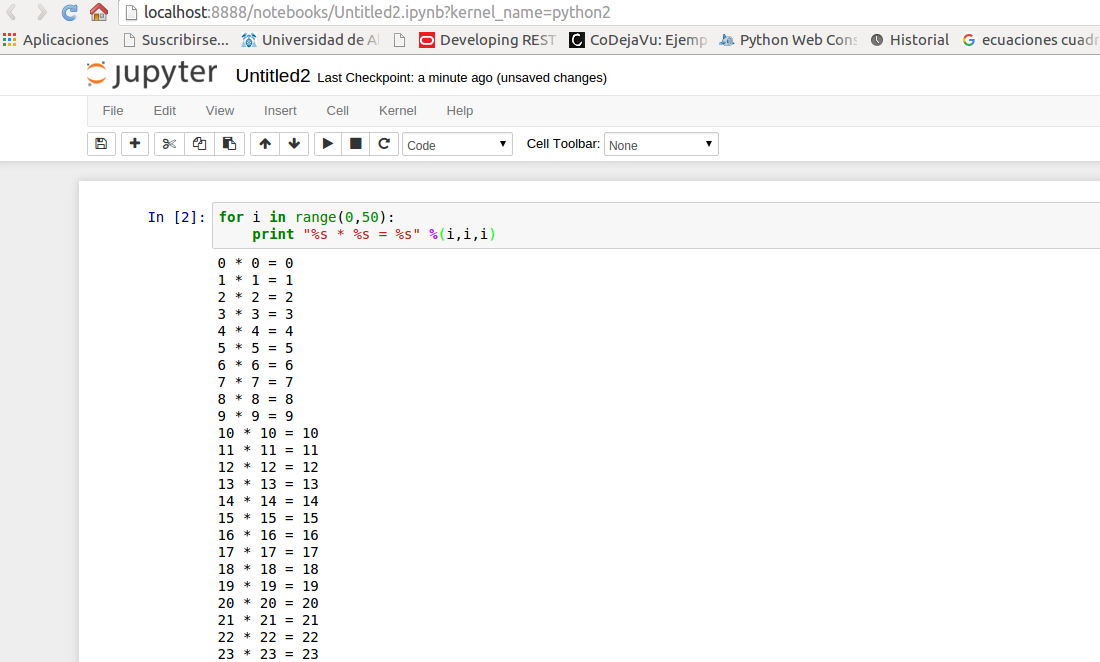 localhost:8888/notebooks/Untitled2.ipynb?kernel_name=python2
Aplicaciones Suscribirse... Universidad de Al Developing REST CoDejaVu: Ejemp Python Web Cons Historial ecuaciones cuadr
jupyter Untitled2 Last Checkpoint: a minute ago (unsaved changes)
File Edit View Insert Cell Kernel Help
Code Cell Toolbar: None
In [2]: for i in range(0,50):
print "%s * %s = %s" %(i,i,i)
0 * 0 = 0
1 * 1 = 1
2 * 2 = 2
3 * 3 = 3
4 * 4 = 4
5 * 5 = 5
6 * 6 = 6
7 * 7 = 7
8 * 8 = 8
9 * 9 = 9
10 * 10 = 10
11 * 11 = 11
12 * 12 = 12
13 * 13 = 13
14 * 14 = 14
15 * 15 = 15
16 * 16 = 16
17 * 17 = 17
18 * 18 = 18
19 * 19 = 19
20 * 20 = 20
21 * 21 = 21
22 * 22 = 22
23 * 23 = 23